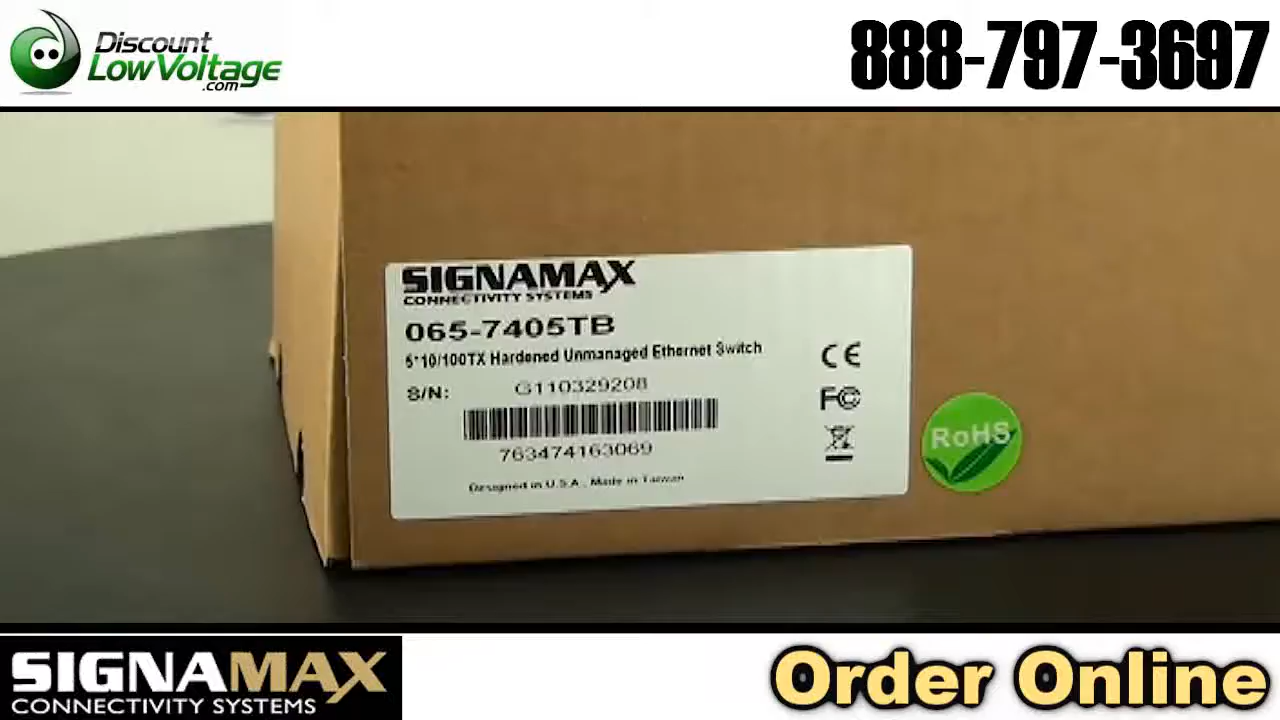 Discount
LowVoltage
.com
888-797-3697
SIGNAMAX
CONNECTIVITY SYSTEMS
065-7405TB
5*10/100TX Hardened Unmanaged Ethernet Switch
S/N: G110329208
763474163069
Designed in U.S.A. Made in Taiwan
CE
FC
RoHS
SIGNAMAX
CONNECTIVITY SYSTEMS
Order Online